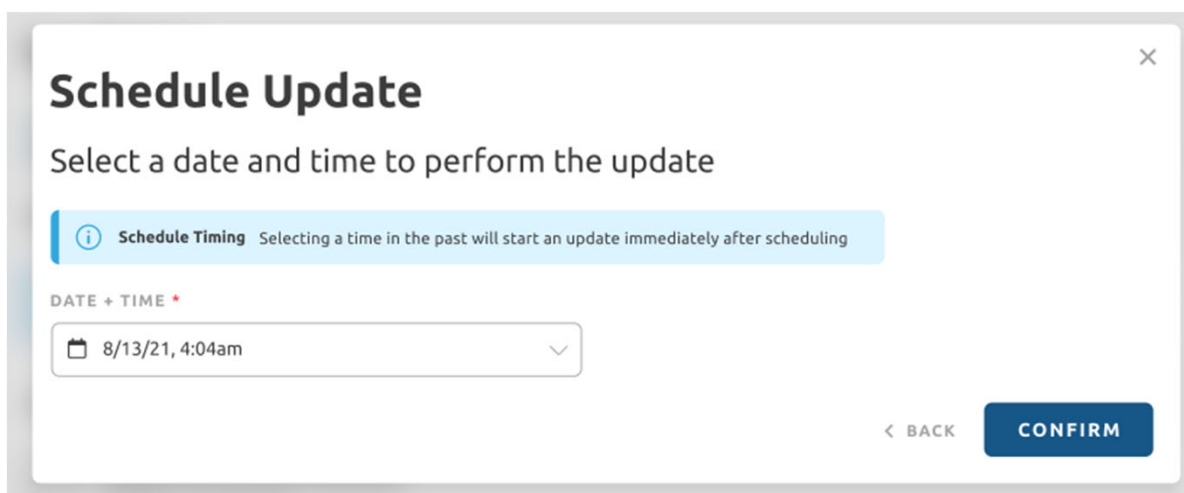 Schedule Update
Select a date and time to perform the update
Schedule Timing Selecting a time in the past will start an update immediately after scheduling
DATE + TIME *
8/13/21, 4:04am
BACK
CONFIRM